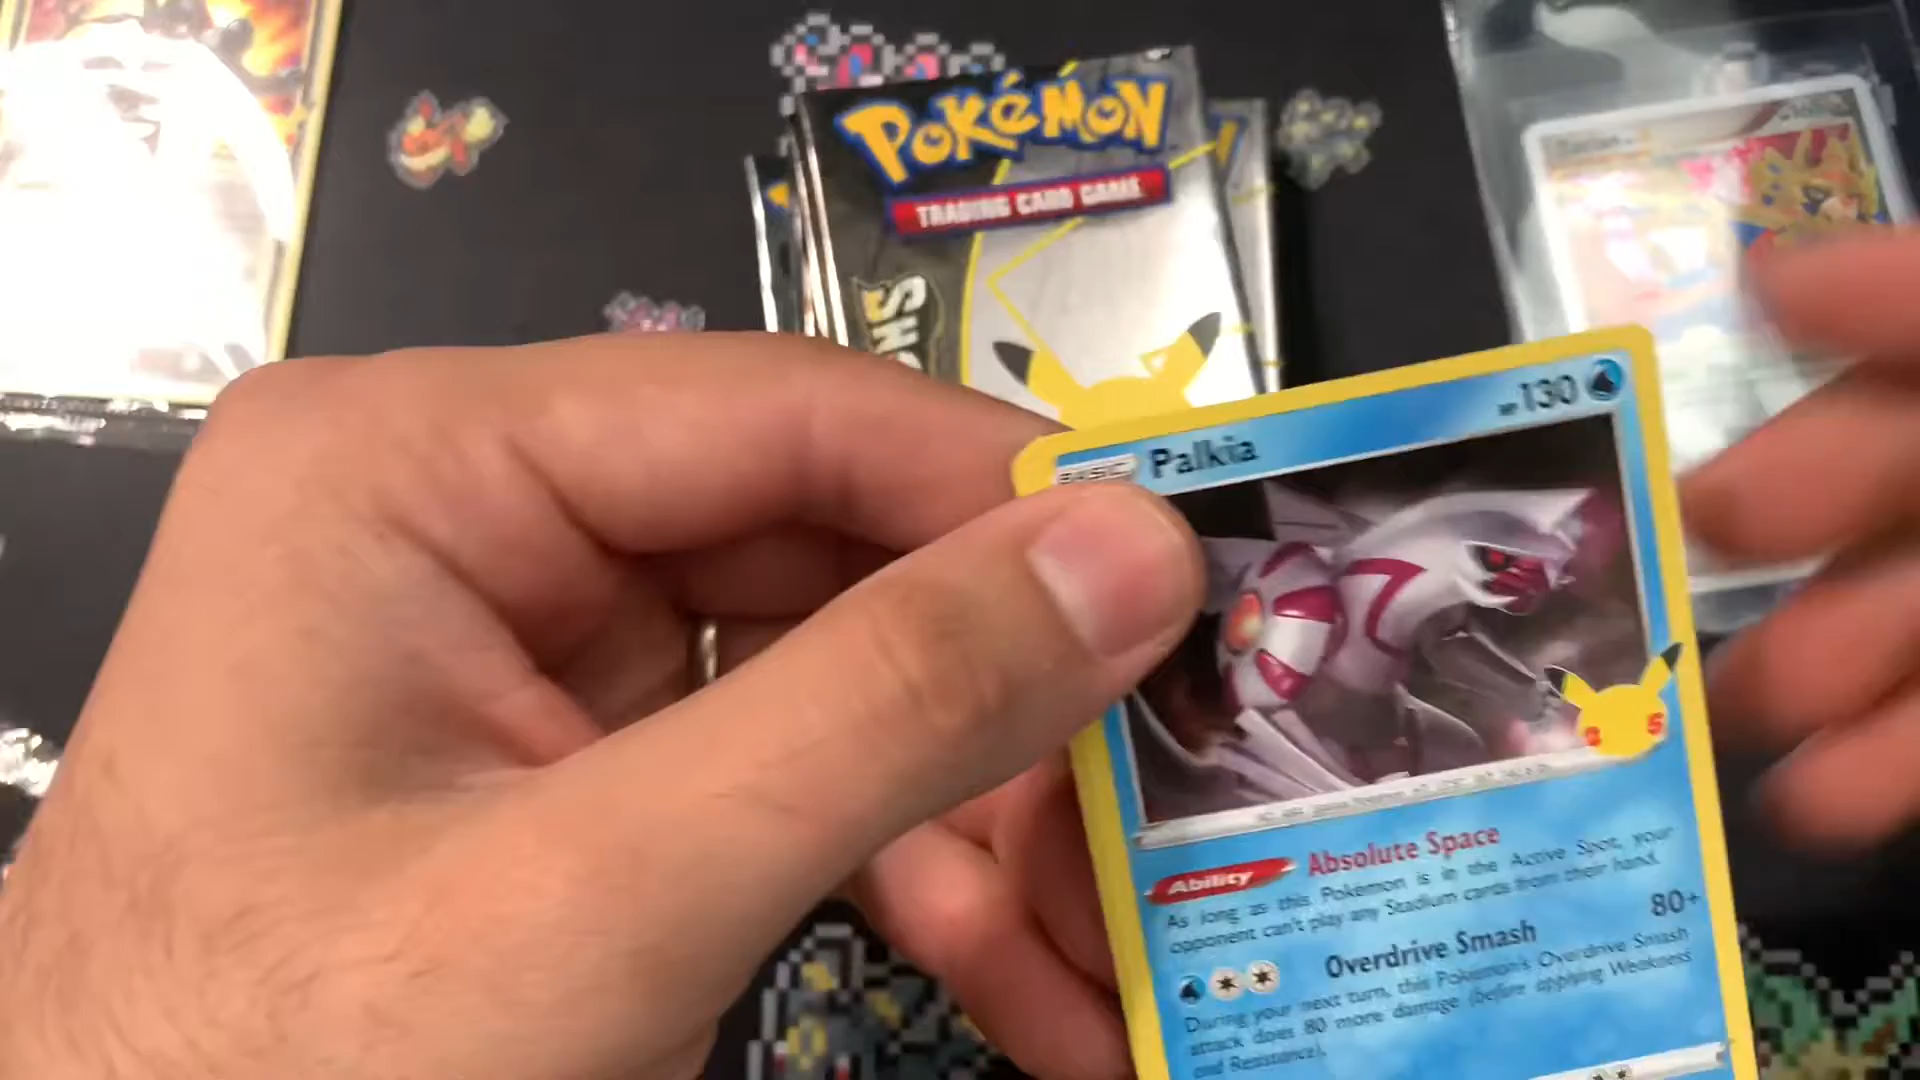 POKéMON
TRADING CARD GAME
BASIC
Palkia
HP 130
Ability
Absolute Space
As long as this Pokémon is in the Active Spot, your
opponent can't play any Stadium cards from their hand.
Overdrive Smash
80+
During your next turn, this Pokémon's Overdrive Smash
attack does 80 more damage (before applying Weakness
and Resistance).